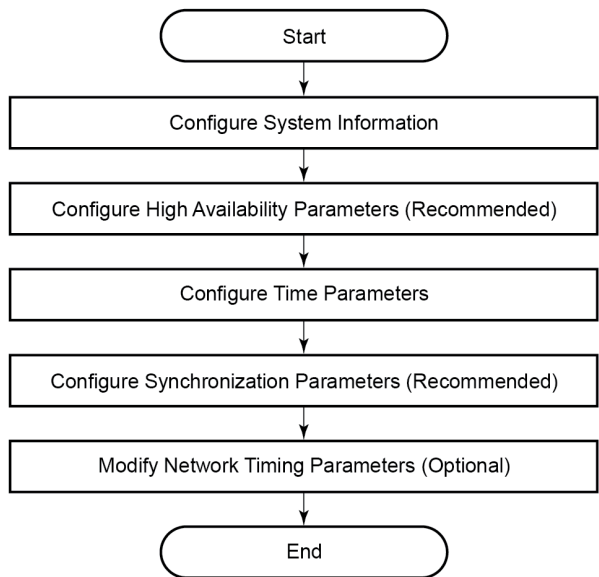 Start
Configure System Information
Configure High Availability Parameters (Recommended)
Configure Time Parameters
Configure Synchronization Parameters (Recommended)
Modify Network Timing Parameters (Optional)
End